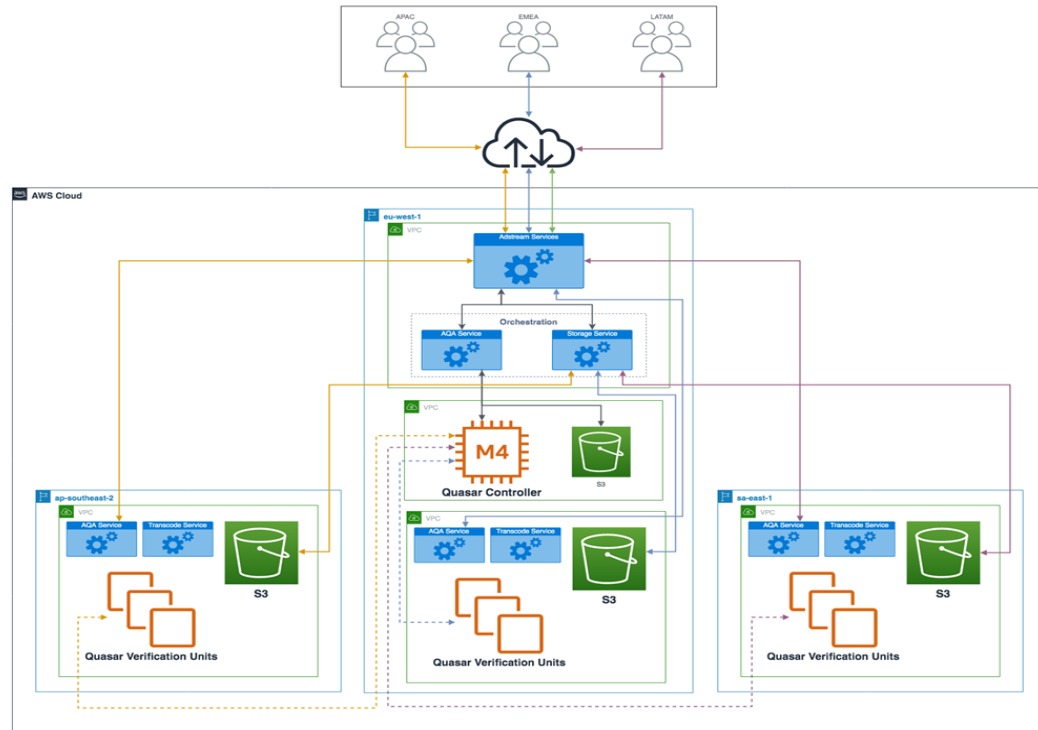 APAC
EMEA
LATAM
aws
AWS Cloud
eu-west-1
VPC
Adstream Services
Orchestration
AQA Service
Storage Service
VPC
M4
Quasar Controller
S3
ap-southeast-2
VPC
AQA Service
Transcode Service
S3
Quasar Verification Units
VPC
AQA Service
Transcode Service
S3
Quasar Verification Units
sa-east-1
VPC
AQA Service
Transcode Service
S3
Quasar Verification Units